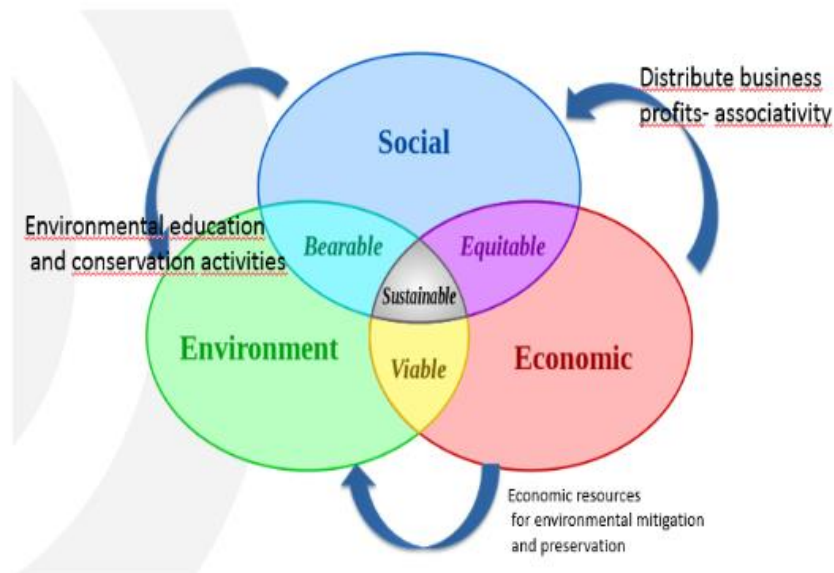 Social
Distribute business
profits- associativity
Environmental education
and conservation activities
Bearable
Equitable
Sustainable
Environment
Viable
Economic
Economic resources
for environmental mitigation
and preservation